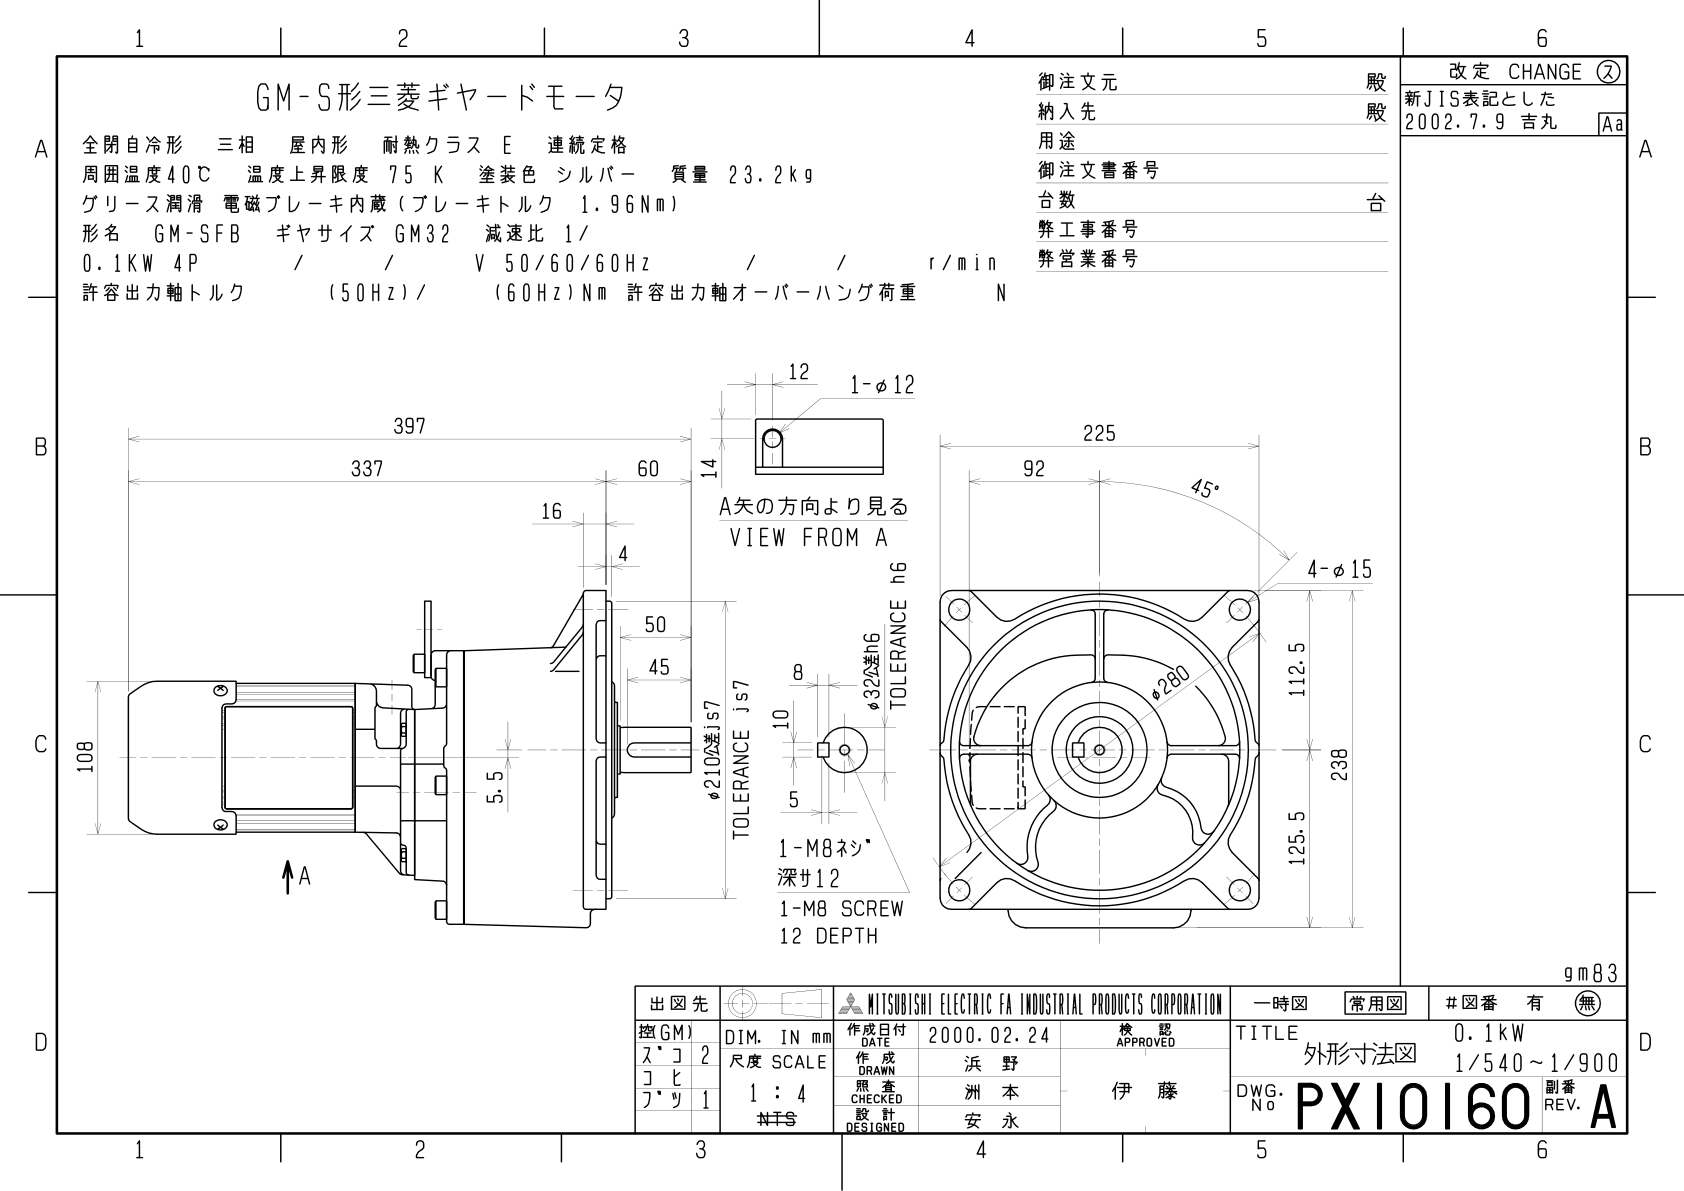 1 2 3 4 5 6
改定 CHANGE ス
新JIS表記とした
2002.7.9 吉丸 Aa
GM-S形三菱ギヤードモータ
全閉自冷形 三相 屋内形 耐熱クラス E 連続定格
周囲温度40℃ 温度上昇限度 75 K 塗装色 シルバー 質量 23.2kg
グリース潤滑 電磁ブレーキ内蔵(ブレーキトルク 1.96Nm)
形名 GM-SFB ギヤサイズ GM32 減速比 1/
0.1KW 4P / / V 50/60/60Hz / / r/min
許容出力軸トルク (50Hz)/ (60Hz)Nm 許容出力軸オーバーハング荷重 N
御注文元 殿
納入先 殿
用途
御注文書番号
台数 台
弊工事番号
弊営業番号
A
A
B
B
C
C
D
D
397
337
60
16
4
50
45
108
5.5
φ210公差js7
TOLERANCE js7
A
12
1-φ12
14
A矢の方向より見る
VIEW FROM A
8
10
5
φ32公差h6
TOLERANCE h6
1-M8ネジ
深サ12
1-M8 SCREW
12 DEPTH
225
92
45°
4-φ15
φ280
112.5
238
125.5
gm83
出図先
控(GM)
ズコ 2
コヒ
ブツ 1
DIM. IN mm
尺度 SCALE
1 : 4
NTS
MITSUBISHI ELECTRIC FA INDUSTRIAL PRODUCTS CORPORATION
作成日付 DATE 2000.02.24
作成 DRAWN 浜野
照査 CHECKED 洲本
設計 DESIGNED 安永
検認 APPROVED
伊藤
一時図 常用図 #図番 有 無
TITLE
外形寸法図
0.1kW
1/540~1/900
DWG. No PX10160
副番 REV. A
1 2 3 4 5 6